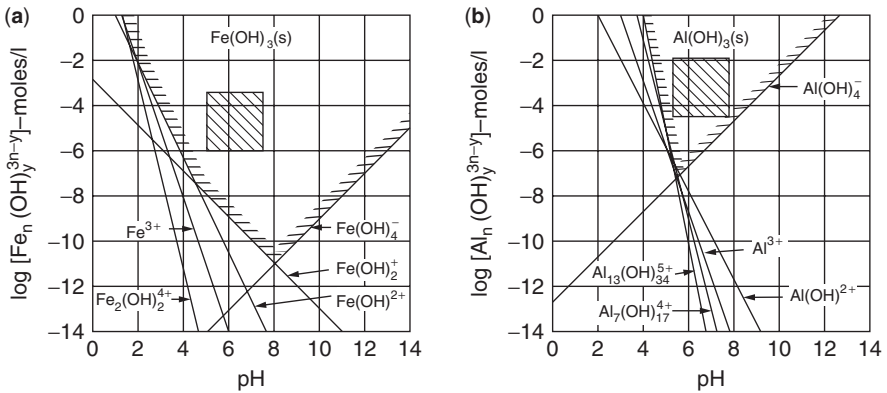 (a)
0
−2
−4
−6
−8
−10
−12
−14
log [Feₙ (OH)ᵧ³ⁿ⁻ʸ]–moles/l
Fe(OH)₃(s)
Fe³⁺
Fe₂(OH)₂⁴⁺
Fe(OH)₄⁻
Fe(OH)₂⁺
Fe(OH)²⁺
0 2 4 6 8 10 12 14
pH
(b)
0
−2
−4
−6
−8
−10
−12
−14
log [Alₙ (OH)ᵧ³ⁿ⁻ʸ]–moles/l
Al(OH)₃(s)
Al(OH)₄⁻
Al³⁺
Al₁₃(OH)₃₄⁵⁺
Al₇(OH)₁₇⁴⁺
Al(OH)²⁺
0 2 4 6 8 10 12 14
pH